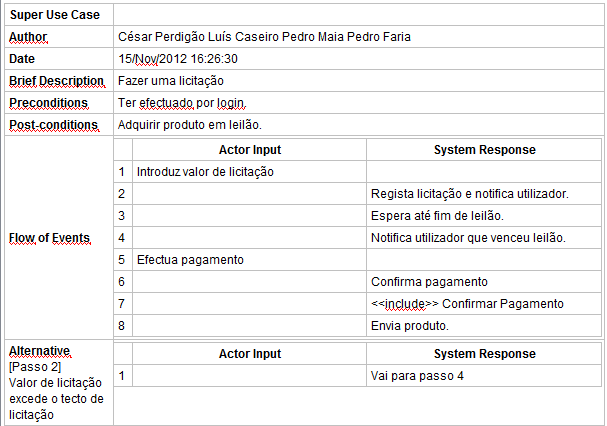 Super Use Case
Author César Perdigão Luís Caseiro Pedro Maia Pedro Faria
Date 15/Nov/2012 16:26:30
Brief Description Fazer uma licitação
Preconditions Ter efectuado por login.
Post-conditions Adquirir produto em leilão.
Flow of Events
Actor Input System Response
1 Introduz valor de licitação
2 Regista licitação e notifica utilizador.
3 Espera até fim de leilão.
4 Notifica utilizador que venceu leilão.
5 Efectua pagamento
6 Confirma pagamento
7 <<include>> Confirmar Pagamento
8 Envia produto.
Alternative
[Passo 2]
Valor de licitação
excede o tecto de
licitação
Actor Input System Response
1 Vai para passo 4